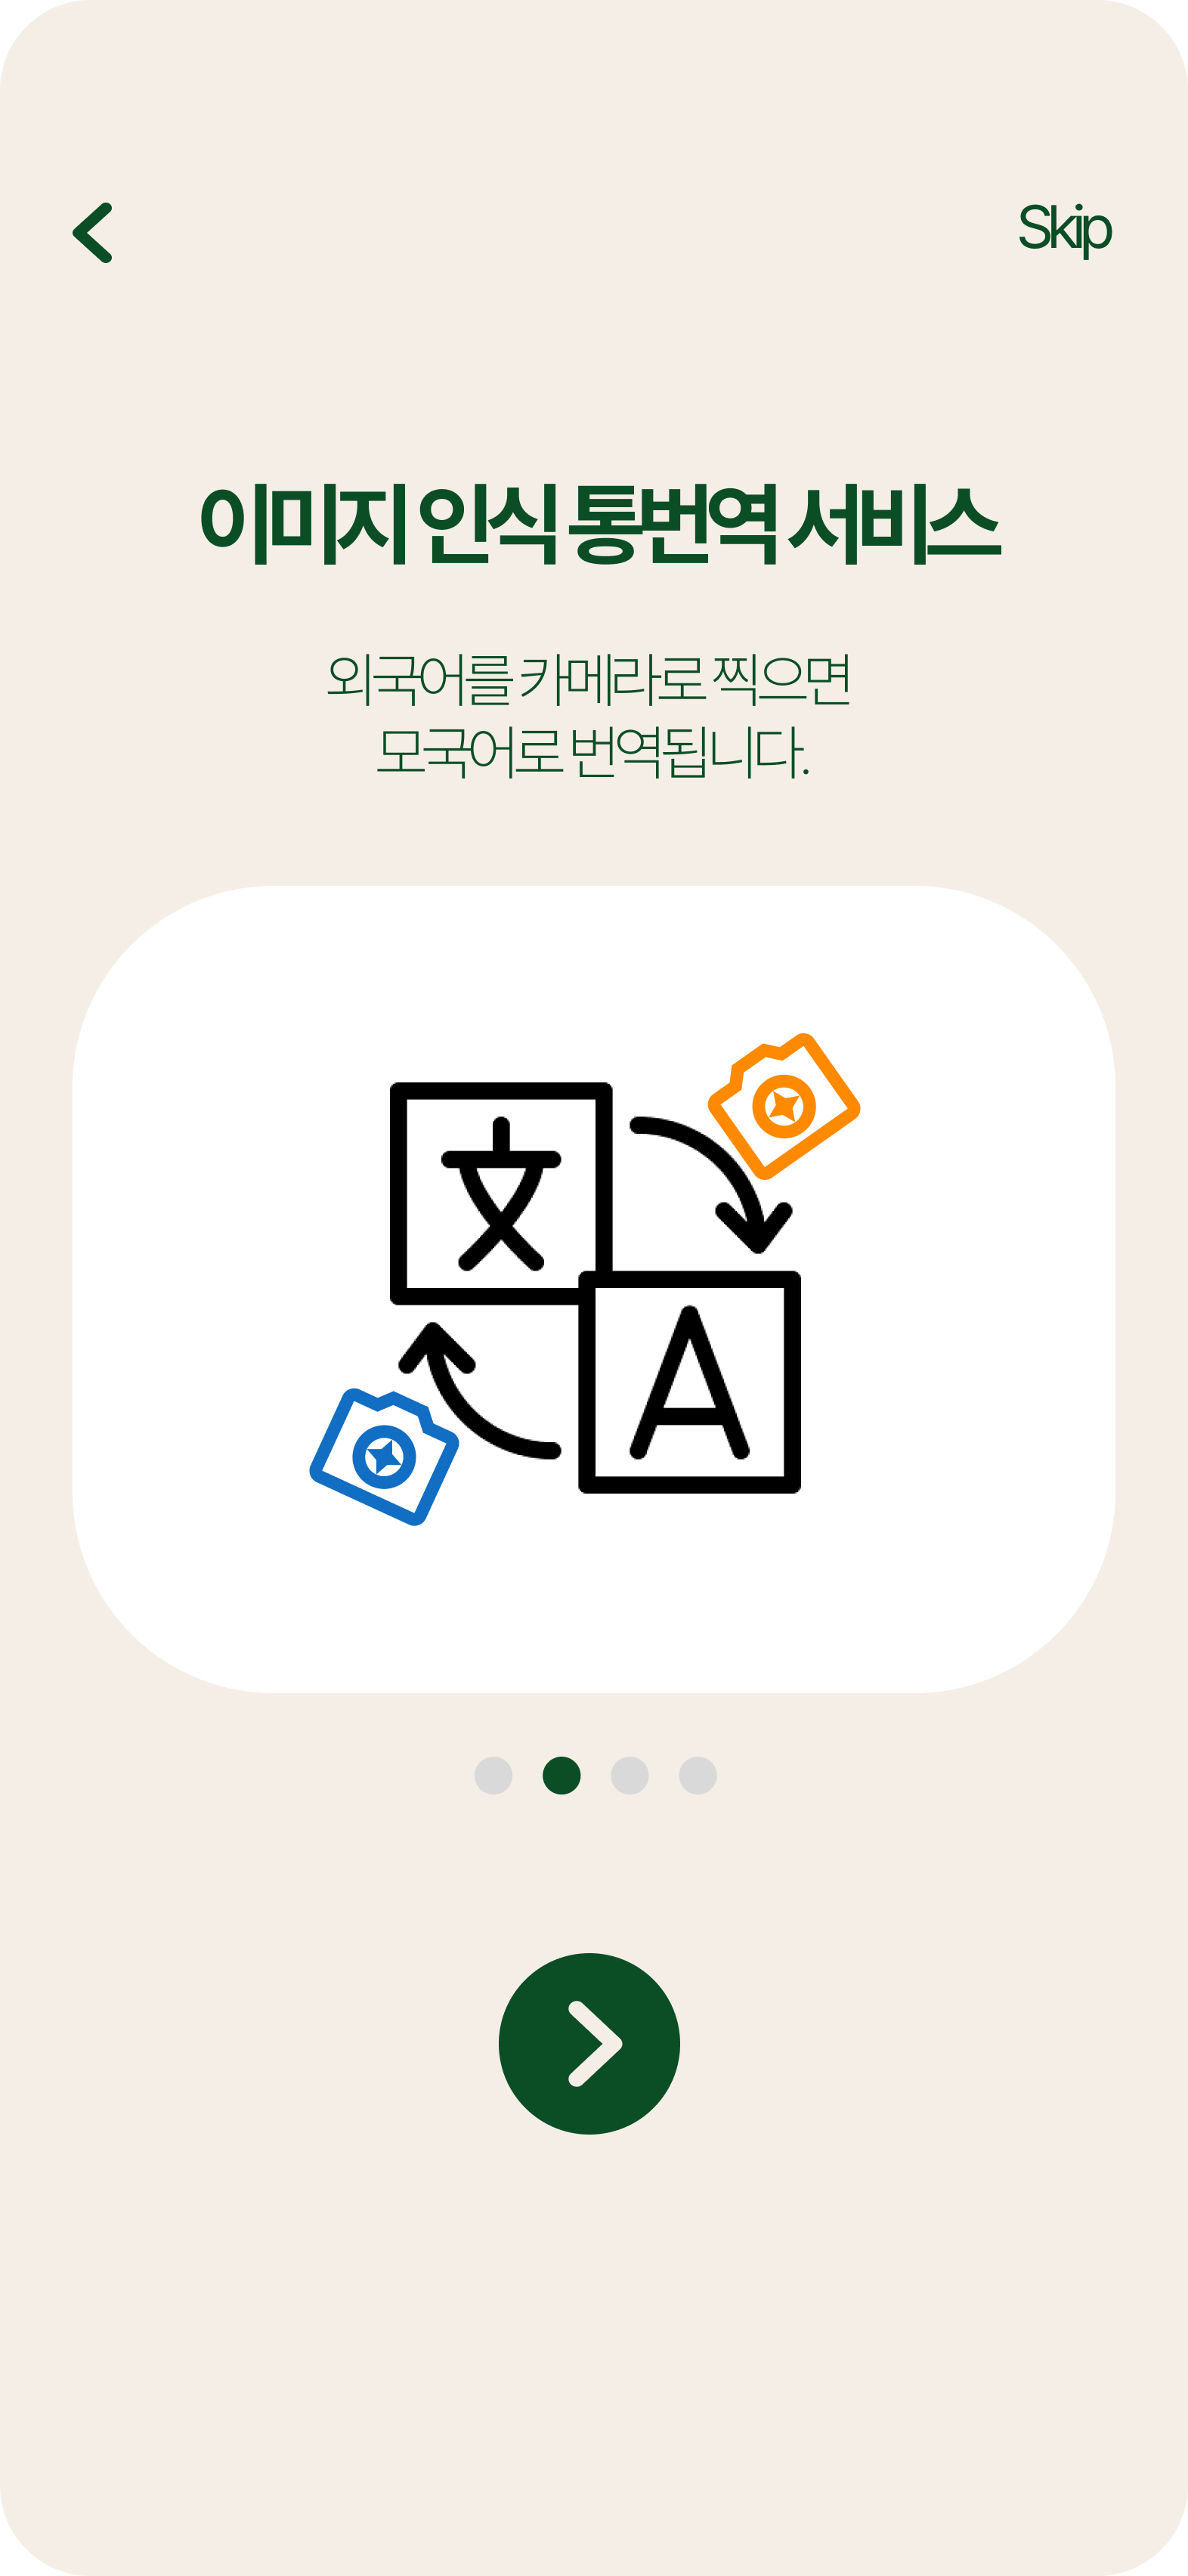 Skip
이미지 인식 통번역 서비스
외국어를 카메라로 찍으면
모국어로 번역됩니다.
文
A